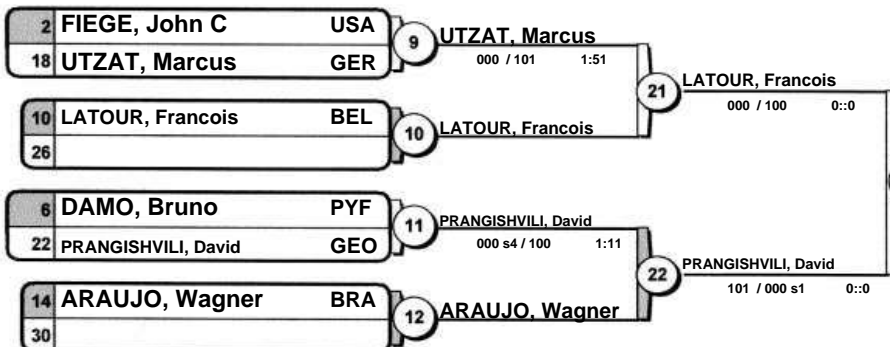 2 FIEGE, John C USA
18 UTZAT, Marcus GER
9
UTZAT, Marcus
000 / 101 1:51
10 LATOUR, Francois BEL
26
10
LATOUR, Francois
21
LATOUR, Francois
000 / 100 0::0
6 DAMO, Bruno PYF
22 PRANGISHVILI, David GEO
11
PRANGISHVILI, David
000 s4 / 100 1:11
14 ARAUJO, Wagner BRA
30
12
ARAUJO, Wagner
22
PRANGISHVILI, David
101 / 000 s1 0::0